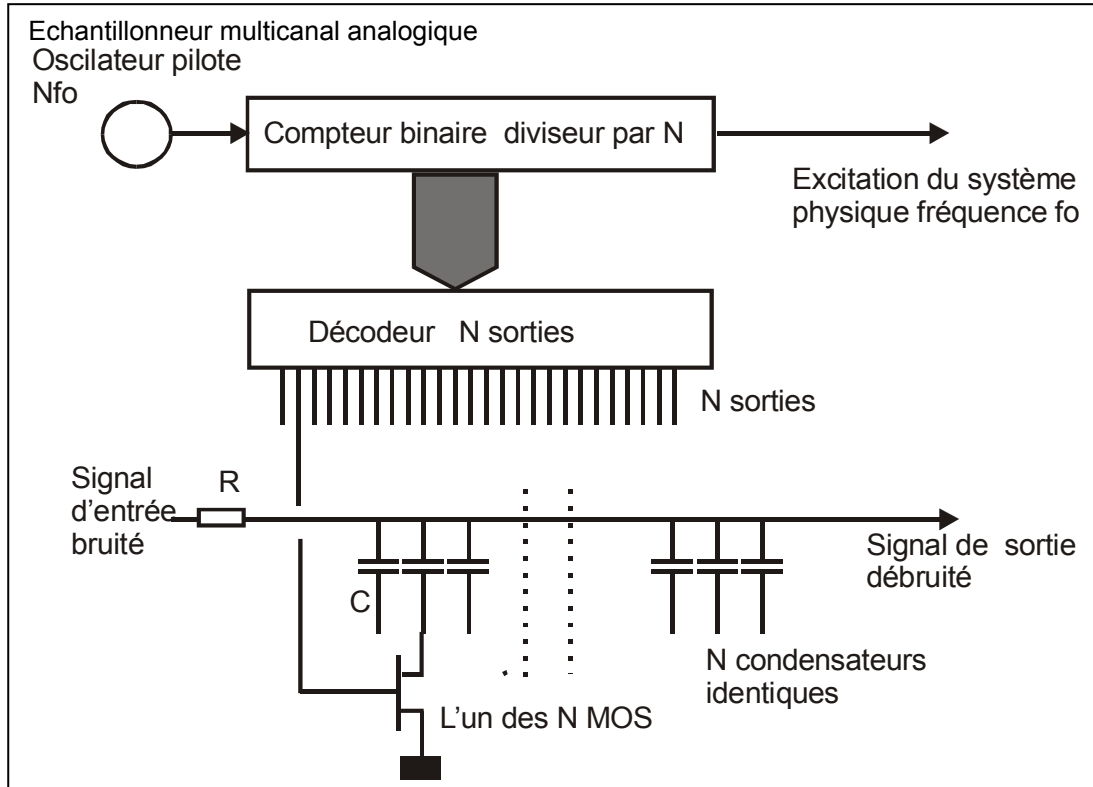 Echantillonneur multicanal analogique
Oscilateur pilote
Nfo
Compteur binaire diviseur par N
Excitation du système
physique fréquence fo
Décodeur N sorties
N sorties
Signal
d'entrée
bruité
R
Signal de sortie
débruité
C
N condensateurs
identiques
L'un des N MOS